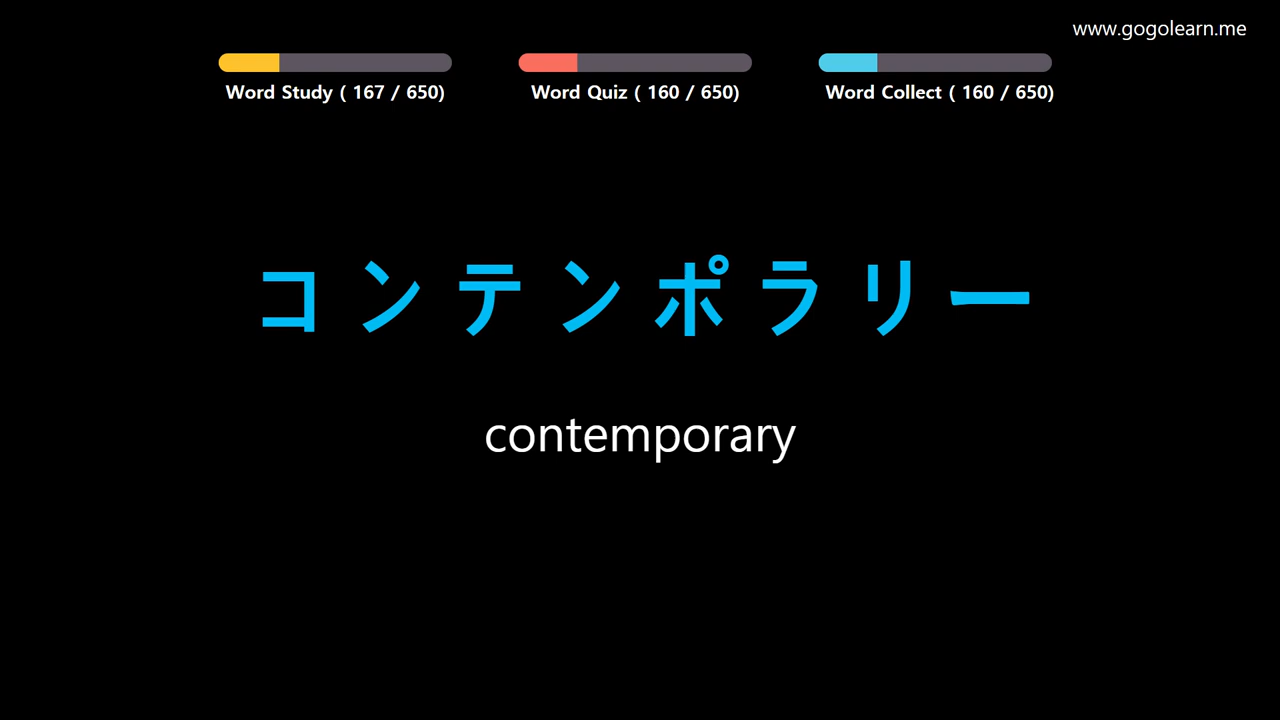 www.gogolearn.me
Word Study ( 167 / 650)
Word Quiz ( 160 / 650)
Word Collect ( 160 / 650)
コンテンポラリー
contemporary